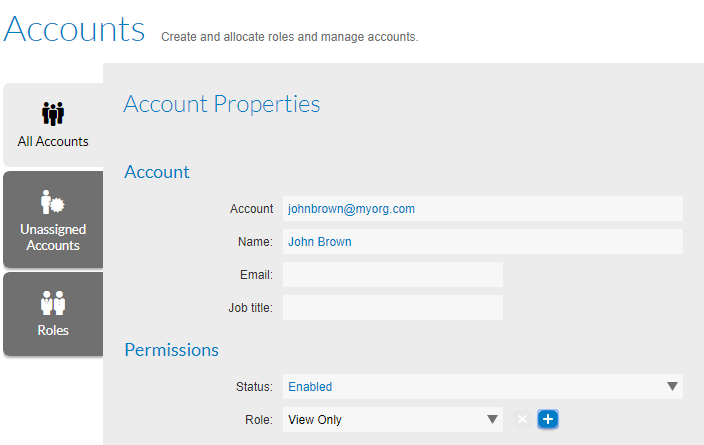 Accounts Create and allocate roles and manage accounts.
All Accounts
Unassigned
Accounts
Roles
Account Properties
Account
Account johnbrown@myorg.com
Name: John Brown
Email:
Job title:
Permissions
Status: Enabled
Role: View Only